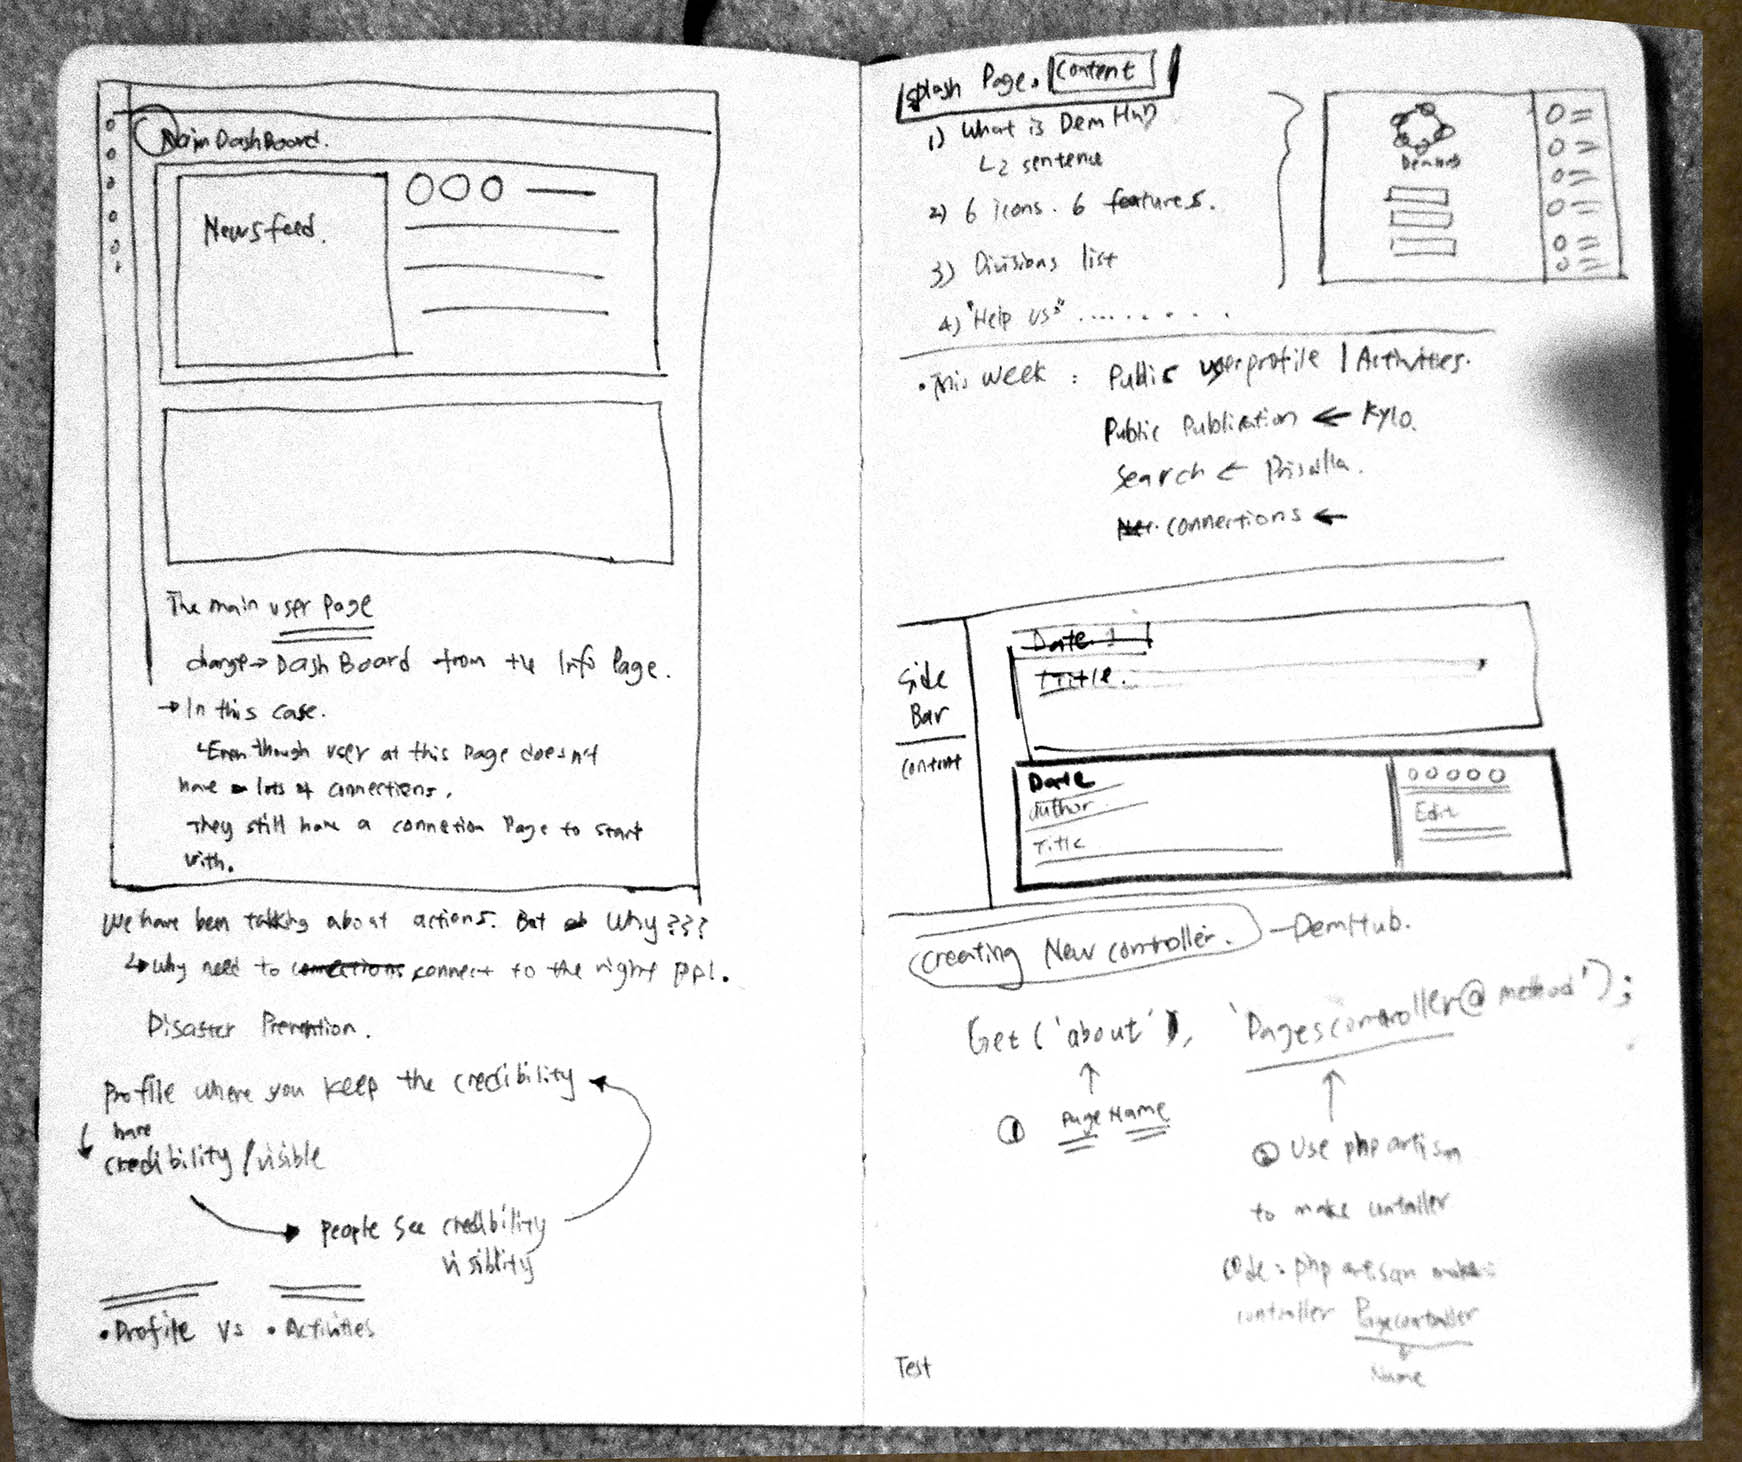 Main DashBoard.
Newsfeed.
The main user Page
change→ DashBoard from the Info Page.
→ In this case.
Even though user at this Page doesn't
have lots of connections.
They still have a connetion Page to start
with.
We have been talking about actions. But Why???
why need to connections connect to the right ppl.
Disaster Prevention.
Profile where you keep the credibility
have
credibility / visible
people see credibility
visiblity
• Profile vs • Activities
Splash Page. Content
1) What is DemHub
2 sentence
2) 6 icons. 6 features.
3) Divisions list
4) "Help us" ........
DemHub
• This week : Public userprofile / Activities.
Public Publication ← Kylo.
Search ← Prisilla.
connections ←
Side
Bar
content
Date
Title.
Date
author
Title
Edit
Creating New controller. — DemHub.
Get ('about'), 'Pagescontroller@method');
① Page Name
② Use php artisan
to make controller
code: php artisan make:
controller Pagecontroller
Name
Test